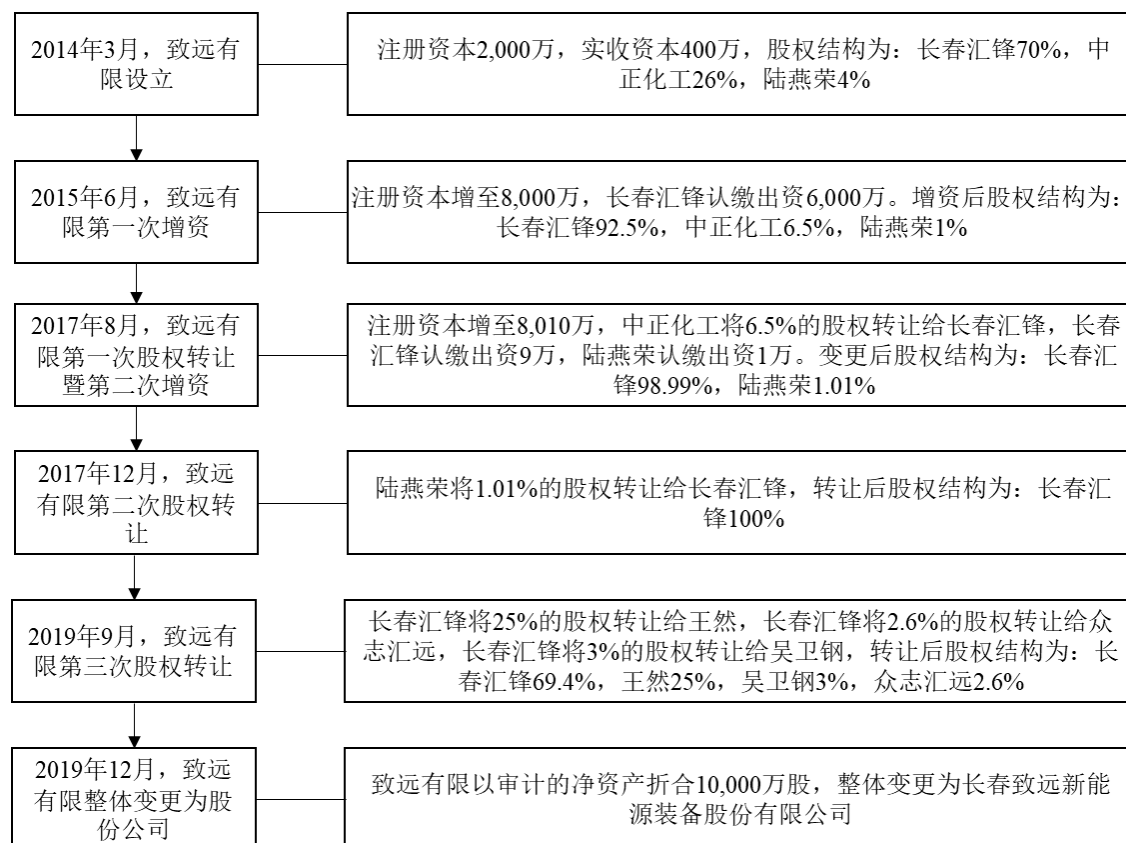 2014年3月，致远有
限设立
注册资本2,000万，实收资本400万，股权结构为：长春汇锋70%，中
正化工26%，陆燕荣4%
2015年6月，致远有
限第一次增资
注册资本增至8,000万，长春汇锋认缴出资6,000万。增资后股权结构为：
长春汇锋92.5%，中正化工6.5%，陆燕荣1%
2017年8月，致远有
限第一次股权转让
暨第二次增资
注册资本增至8,010万，中正化工将6.5%的股权转让给长春汇锋，长春
汇锋认缴出资9万，陆燕荣认缴出资1万。变更后股权结构为：长春汇
锋98.99%，陆燕荣1.01%
2017年12月，致远
有限第二次股权转
让
陆燕荣将1.01%的股权转让给长春汇锋，转让后股权结构为：长春汇
锋100%
2019年9月，致远有
限第三次股权转让
长春汇锋将25%的股权转让给王然，长春汇锋将2.6%的股权转让给众
志汇远，长春汇锋将3%的股权转让给吴卫钢，转让后股权结构为：长
春汇锋69.4%，王然25%，吴卫钢3%，众志汇远2.6%
2019年12月，致远
有限整体变更为股
份公司
致远有限以审计的净资产折合10,000万股，整体变更为长春致远新能
源装备股份有限公司